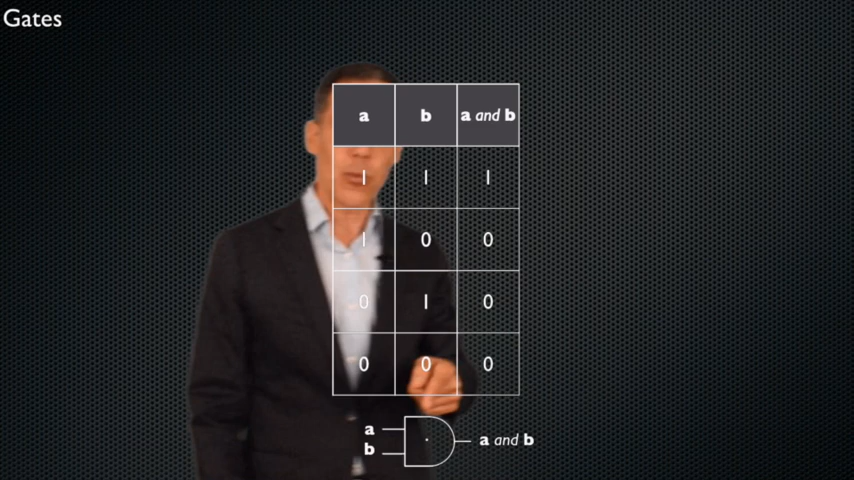 Gates
a b a and b
1 1 1
1 0 0
0 1 0
0 0 0
a
b
· a and b